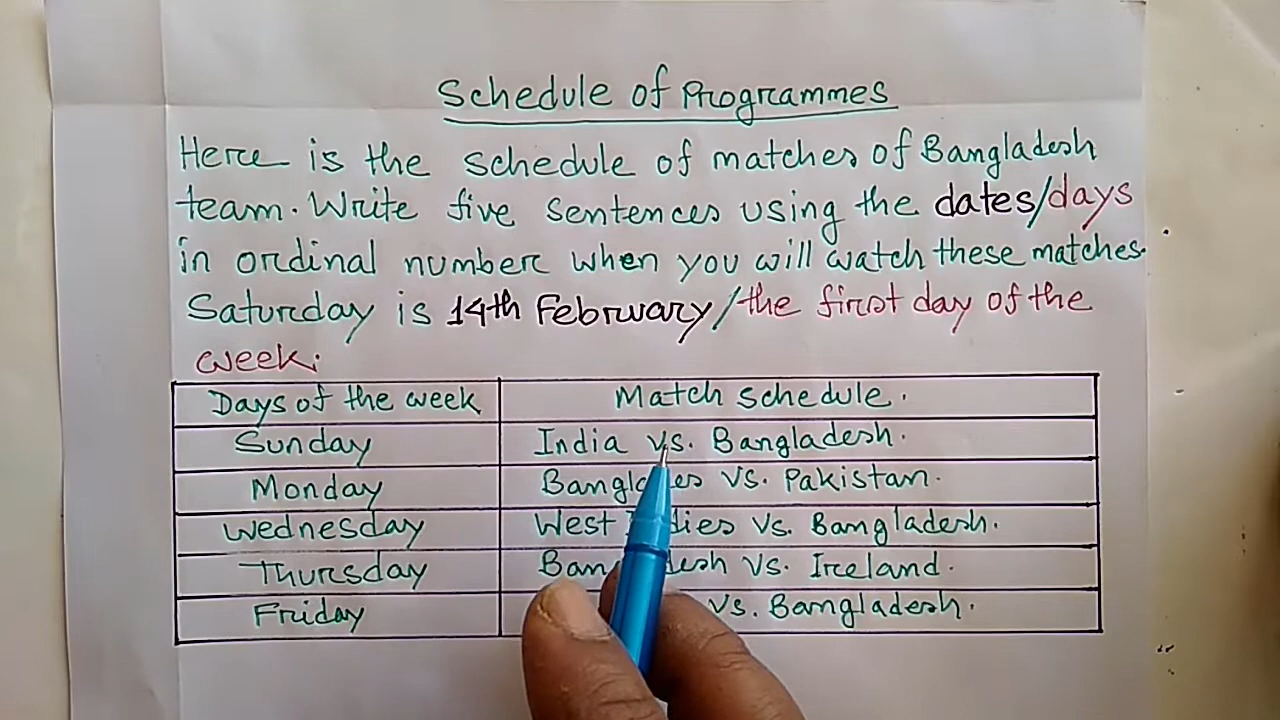 Schedule of Programmes
Here is the schedule of matches of Bangladesh
team. Write five sentences using the dates/days
in ordinal number when you will watch these matches.
Saturday is 14th February/the first day of the
week.
Days of the week Match schedule.
Sunday India vs. Bangladesh.
Monday vs. Pakistan.
Wednesday West vs. Bangladesh.
Thursday vs. Ireland.
Friday vs. Bangladesh.